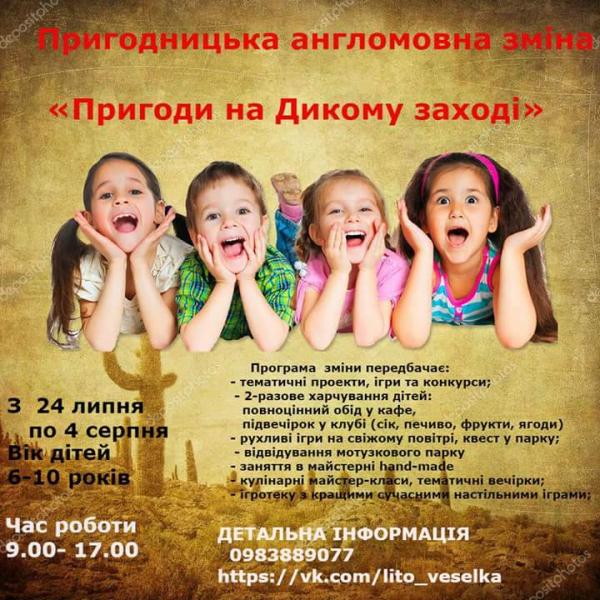 Пригодницька англомовна зміна
«Пригоди на Дикому заході»
Програма зміни передбачає:
- тематичні проекти, ігри та конкурси;
- 2-разове харчування дітей:
повноцінний обід у кафе,
підвечірок у клубі (сік, печиво, фрукти, ягоди)
- рухливі ігри на свіжому повітрі, квест у парку;
- відвідування мотузкового парку
- заняття в майстерні hand-made
- кулінарні майстер-класи, тематичні вечірки;
- ігротеку з кращими сучасними настільними іграми;
З 24 липня
по 4 серпня
Вік дітей
6-10 років
Час роботи
9.00- 17.00
ДЕТАЛЬНА ІНФОРМАЦІЯ
0983889077
https://vk.com/lito_veselka
depositphotos